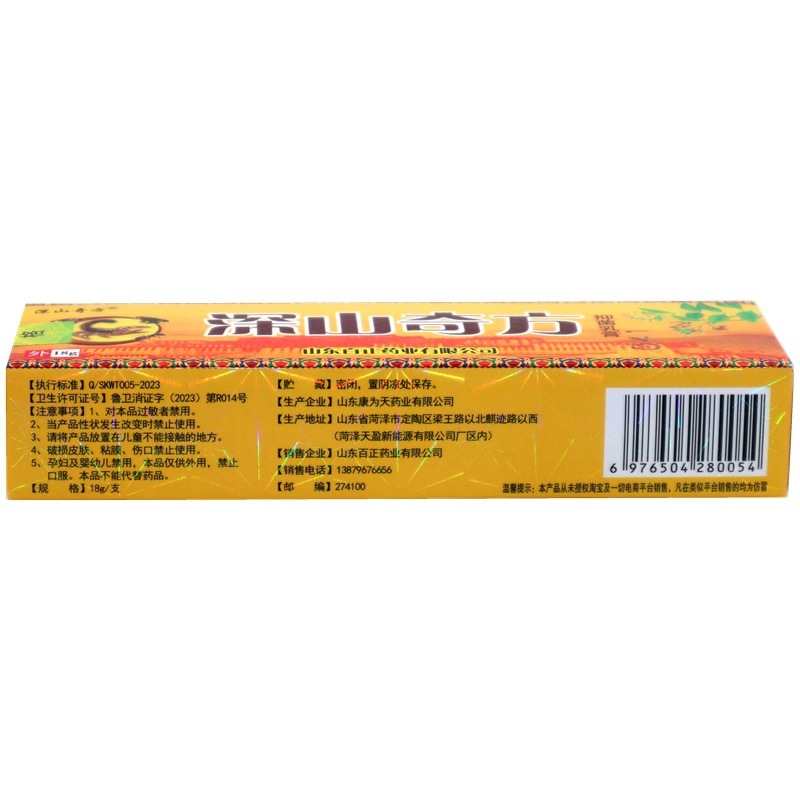 深山奇方
深山奇方
抑菌乳膏
外 18g
山东百正药业有限公司
【执行标准】Q/SKWT005-2023
【卫生许可证号】鲁卫消证字（2023）第R014号
【注意事项】1、对本品过敏者禁用。
2、当产品性状发生改变时禁止使用。
3、请将产品放置在儿童不能接触的地方。
4、破损皮肤、粘膜、伤口禁止使用。
5、孕妇及婴幼儿禁用，本品仅供外用，禁止
口服。本品不能代替药品。
【规 格】18g/支
【贮 藏】密闭，置阴凉处保存。
【生产企业】山东康为天药业有限公司
【生产地址】山东省菏泽市定陶区梁王路以北麒迹路以西
（菏泽天盈新能源有限公司厂区内）
【销售企业】山东百正药业有限公司
【销售电话】13879676656
【邮 编】274100
6 976504 280054
温馨提示：本产品从未授权淘宝及一切电商平台销售，凡在类似平台销售的均为仿冒